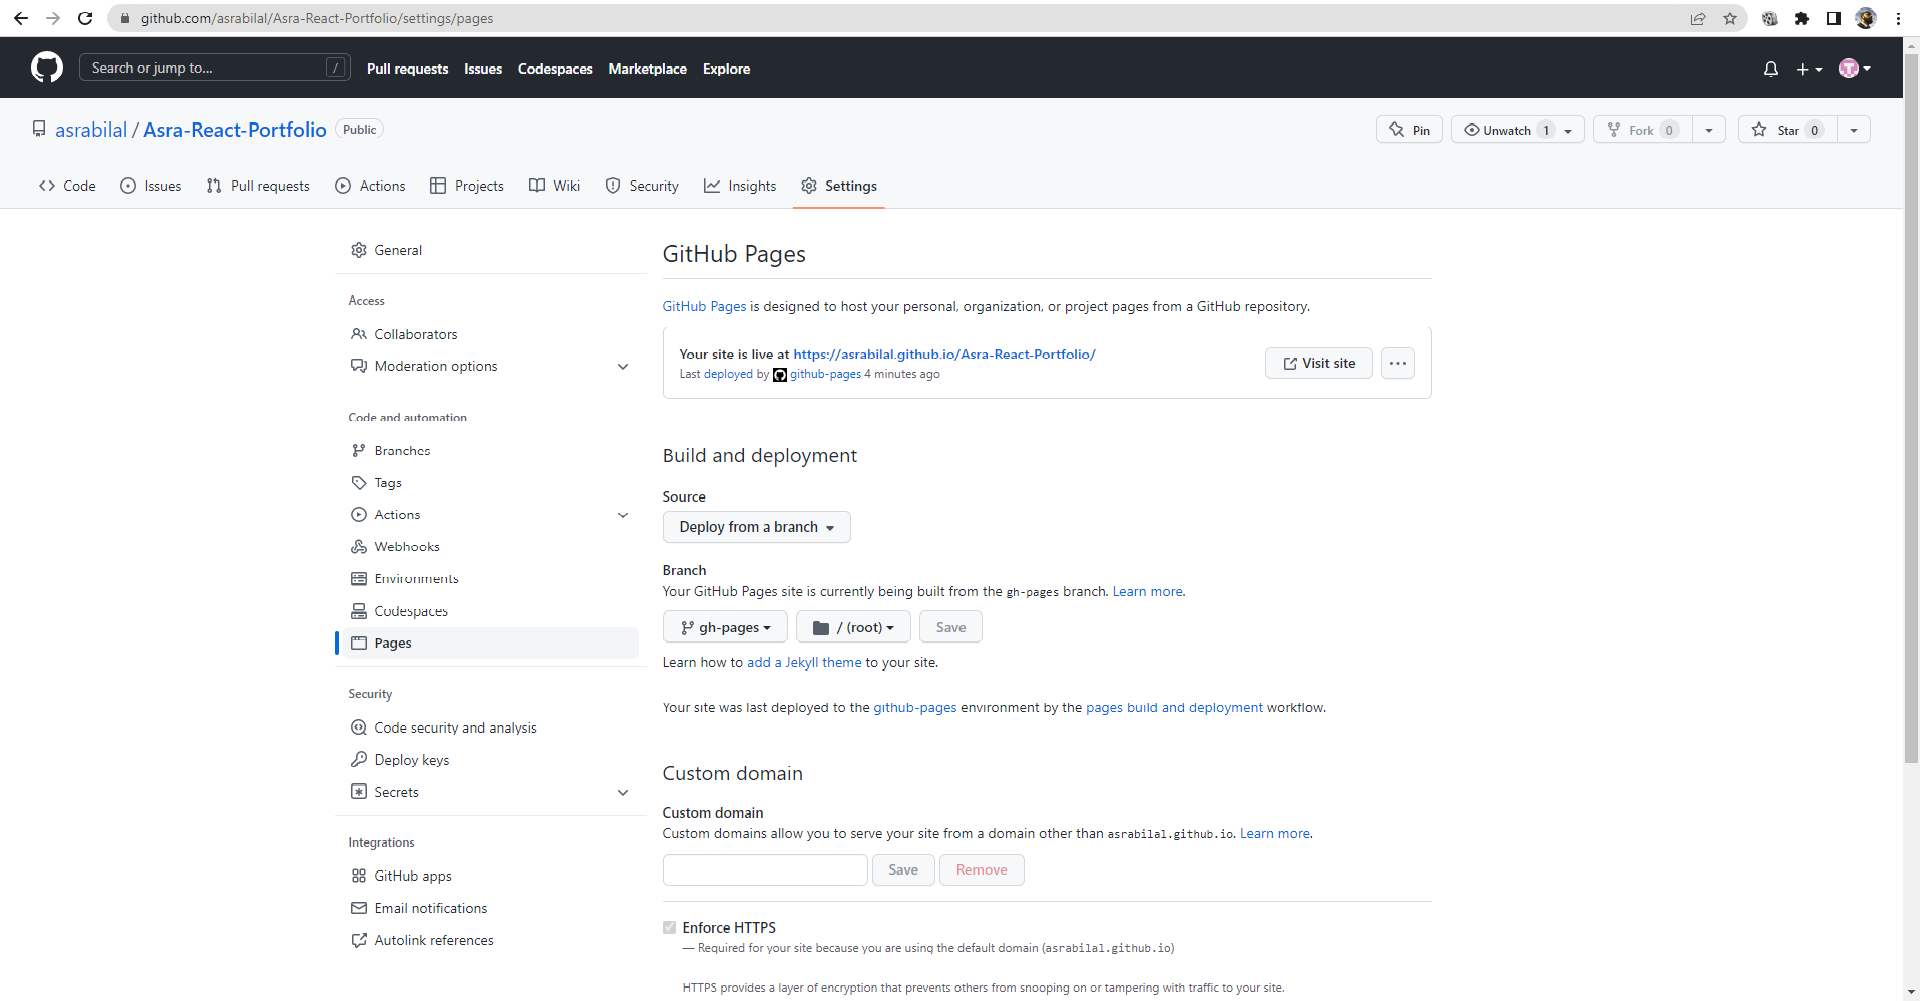 github.com/asrabilal/Asra-React-Portfolio/settings/pages
Search or jump to... /
Pull requests Issues Codespaces Marketplace Explore
asrabilal / Asra-React-Portfolio Public
Pin Unwatch 1 Fork 0 Star 0
Code Issues Pull requests Actions Projects Wiki Security Insights Settings
General
Access
Collaborators
Moderation options
Code and automation
Branches
Tags
Actions
Webhooks
Environments
Codespaces
Pages
Security
Code security and analysis
Deploy keys
Secrets
Integrations
GitHub apps
Email notifications
Autolink references
GitHub Pages
GitHub Pages is designed to host your personal, organization, or project pages from a GitHub repository.
Your site is live at https://asrabilal.github.io/Asra-React-Portfolio/
Last deployed by github-pages 4 minutes ago
Visit site
Build and deployment
Source
Deploy from a branch
Branch
Your GitHub Pages site is currently being built from the gh-pages branch. Learn more.
gh-pages / (root) Save
Learn how to add a Jekyll theme to your site.
Your site was last deployed to the github-pages environment by the pages build and deployment workflow.
Custom domain
Custom domain
Custom domains allow you to serve your site from a domain other than asrabilal.github.io. Learn more.
Save Remove
Enforce HTTPS
— Required for your site because you are using the default domain (asrabilal.github.io)
HTTPS provides a layer of encryption that prevents others from snooping on or tampering with traffic to your site.